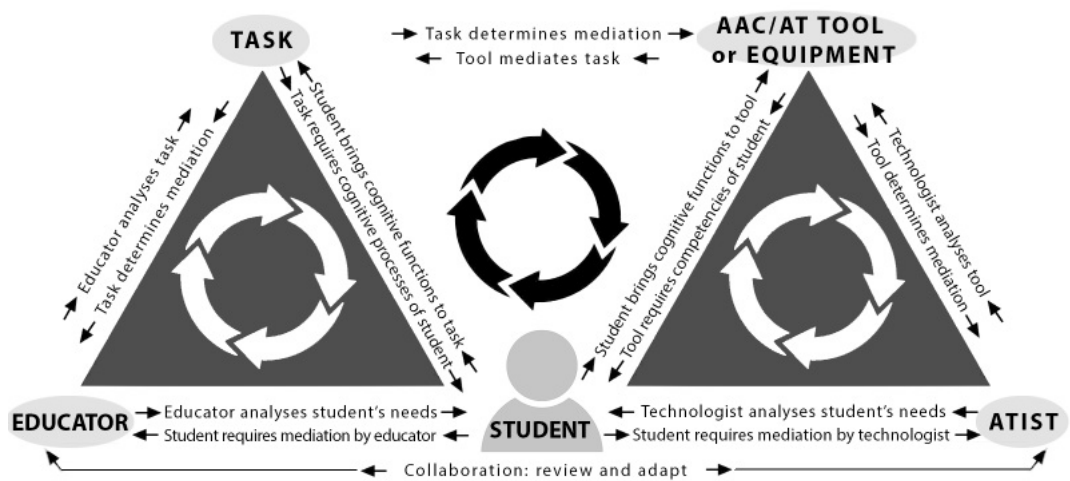 TASK
Task determines mediation
Tool mediates task
AAC/AT TOOL
or EQUIPMENT
Educator analyses task
Task determines mediation
Student brings cognitive functions to task
Task requires cognitive processes of student
Student brings cognitive functions to tool
Tool requires competencies of student
Technologist analyses tool
Tool determines mediation
EDUCATOR
Educator analyses student's needs
Student requires mediation by educator
STUDENT
Technologist analyses student's needs
Student requires mediation by technologist
ATIST
Collaboration: review and adapt